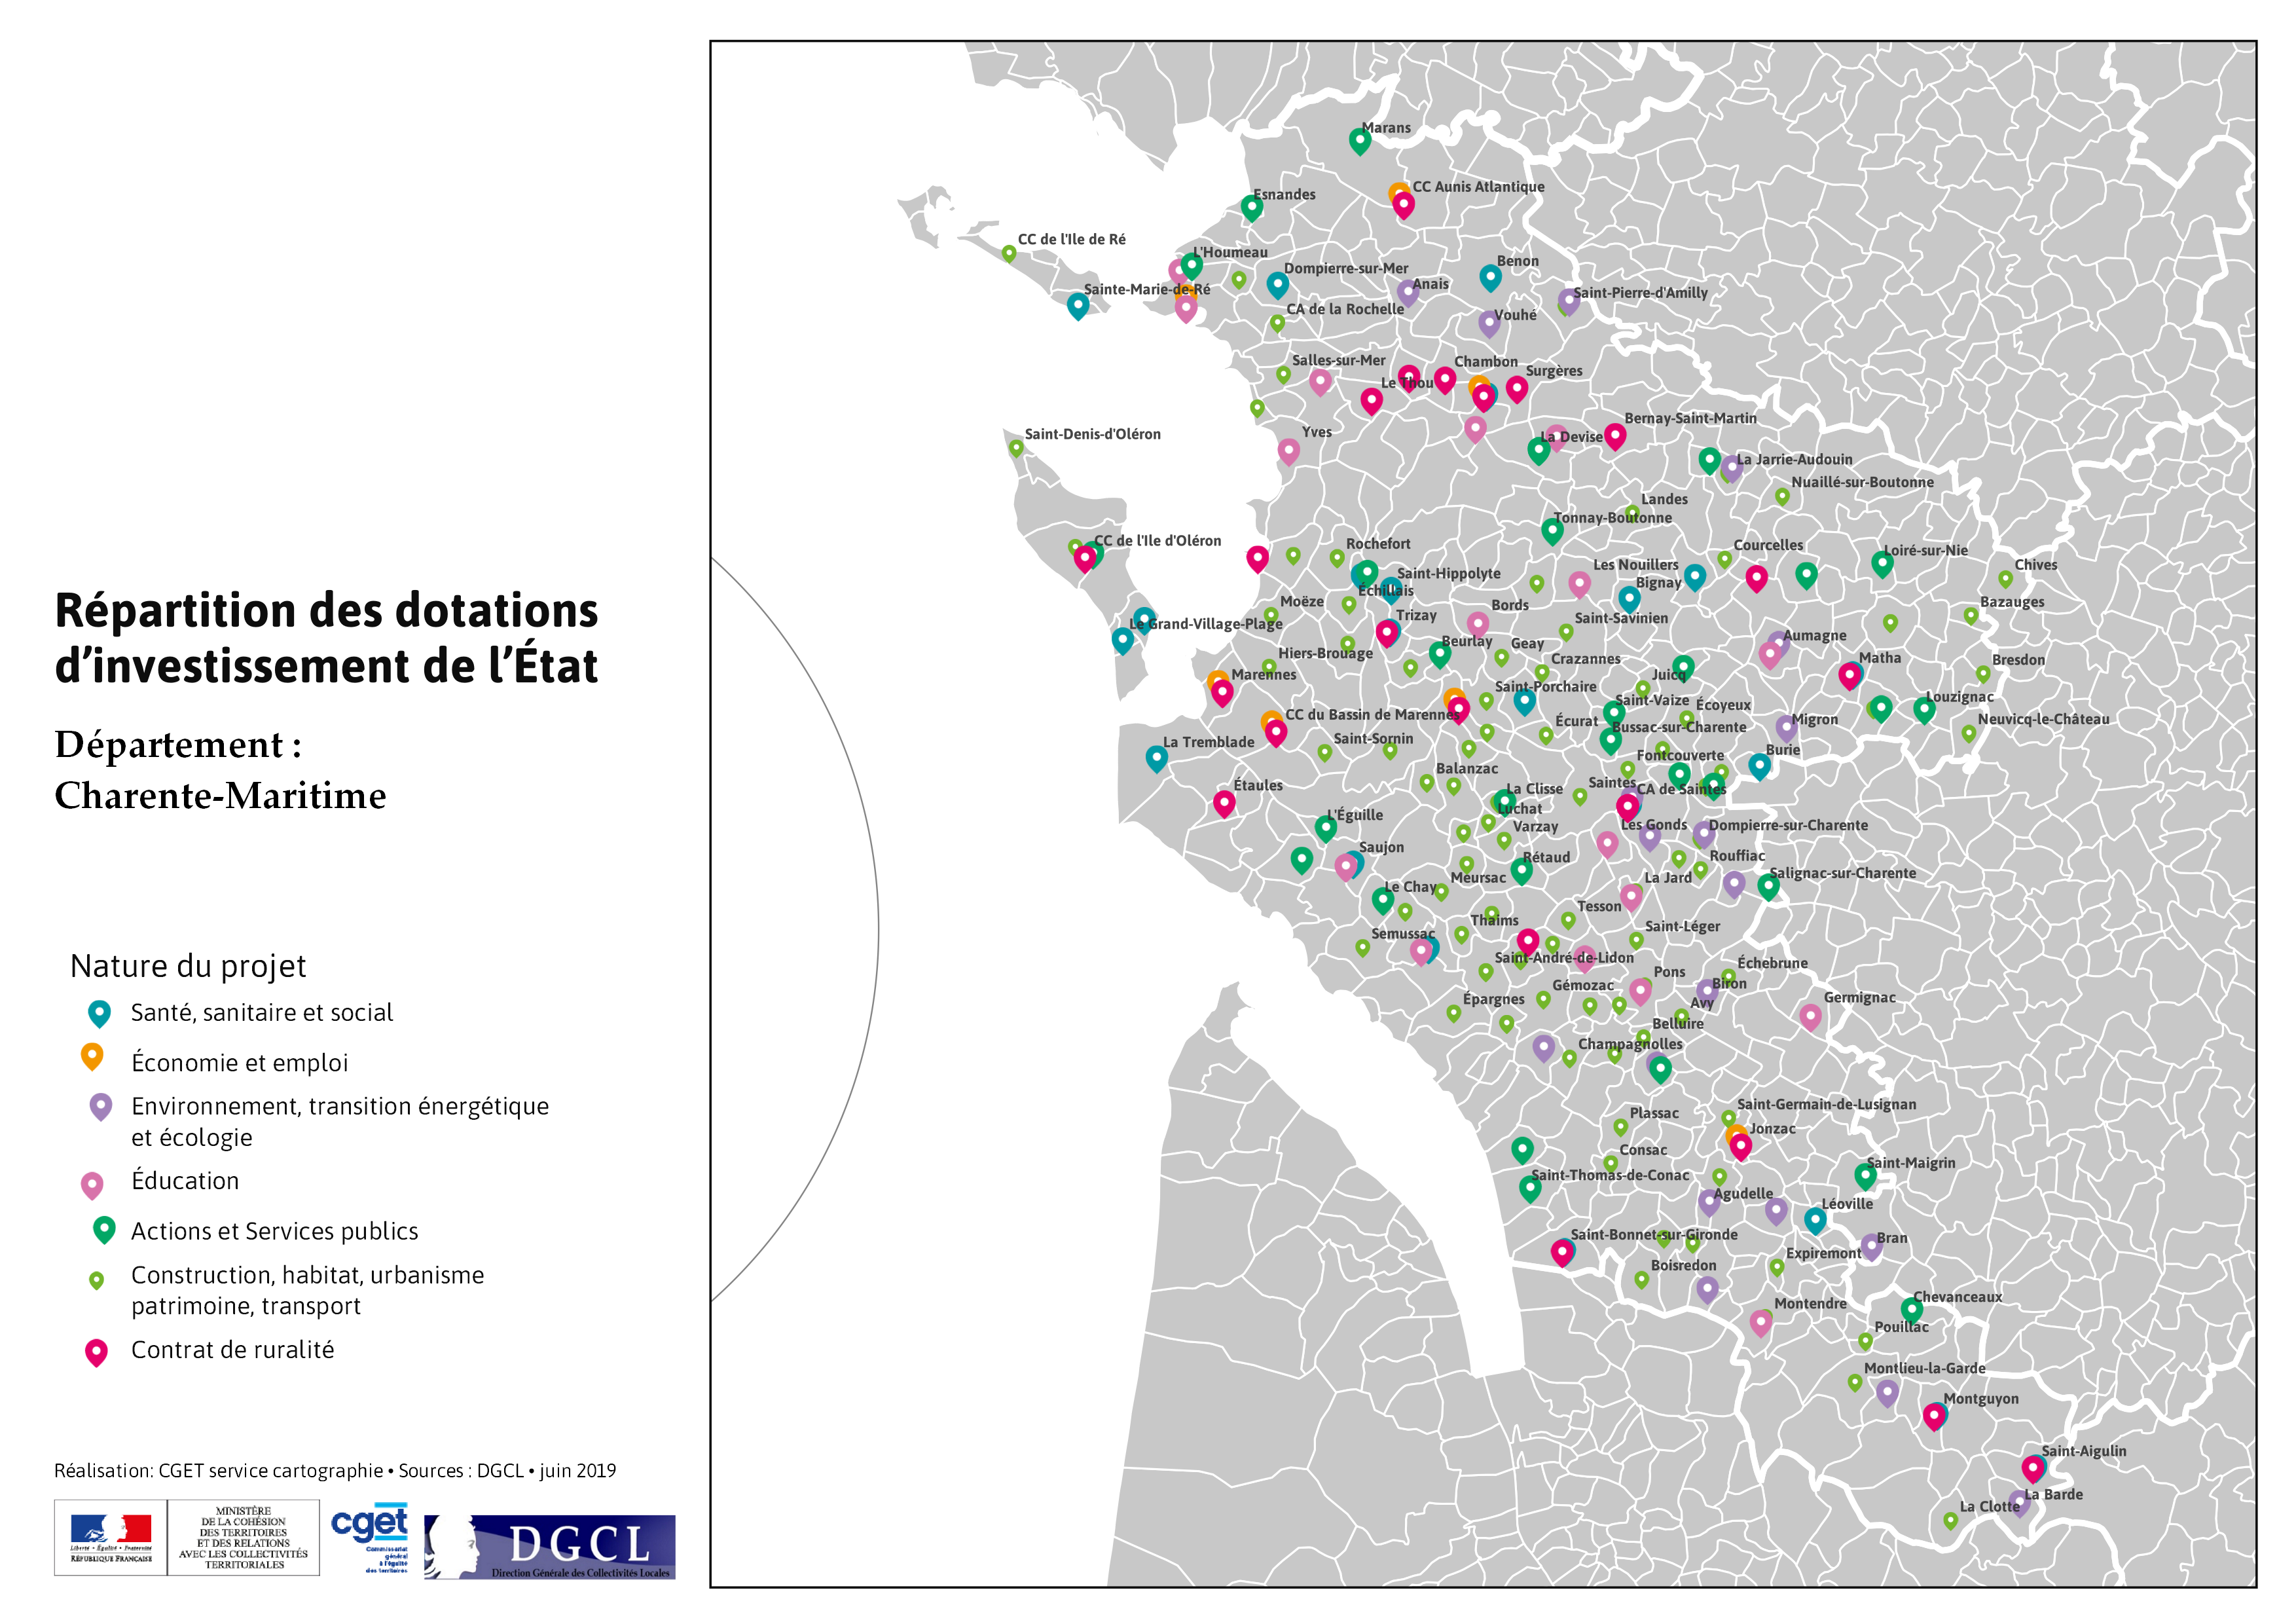 Répartition des dotations
d'investissement de l'État
Département :
Charente-Maritime
Nature du projet
Santé, sanitaire et social
Économie et emploi
Environnement, transition énergétique
et écologie
Éducation
Actions et Services publics
Construction, habitat, urbanisme
patrimoine, transport
Contrat de ruralité
Réalisation: CGET service cartographie • Sources : DGCL • juin 2019
Liberté • Égalité • Fraternité
RÉPUBLIQUE FRANÇAISE
MINISTÈRE
DE LA COHÉSION
DES TERRITOIRES
ET DES RELATIONS
AVEC LES COLLECTIVITÉS
TERRITORIALES
cget
Commissariat
général
à l'égalité
des territoires
DGCL
Direction Générale des Collectivités Locales
Marans
CC Aunis Atlantique
Esnandes
CC de l'Ile de Ré
L'Houmeau
Benon
Dompierre-sur-Mer
Anais
Sainte-Marie-de-Ré
Saint-Pierre-d'Amilly
CA de la Rochelle
Vouhé
Salles-sur-Mer
Chambon
Surgères
Le Thou
Bernay-Saint-Martin
Yves
Saint-Denis-d'Oléron
La Devise
La Jarrie-Audouin
Nuaillé-sur-Boutonne
Landes
Tonnay-Boutonne
CC de l'Ile d'Oléron
Rochefort
Courcelles
Loiré-sur-Nie
Chives
Les Nouillers
Saint-Hippolyte
Bignay
Échillais
Moëze
Bords
Bazauges
Trizay
Saint-Savinien
Le Grand-Village-Plage
Aumagne
Beurlay
Geay
Hiers-Brouage
Crazannes
Matha
Bresdon
Marennes
Juicq
Saint-Porchaire
Louzignac
Saint-Vaize
Écoyeux
CC du Bassin de Marennes
Écurat
Migron
Neuvicq-le-Château
Bussac-sur-Charente
Saint-Sornin
La Tremblade
Burie
Fontcouverte
Balanzac
Saintes
Étaules
La Clisse
CA de Saintes
Luchat
L'Éguille
Varzay
Les Gonds
Dompierre-sur-Charente
Saujon
Rétaud
Rouffiac
Salignac-sur-Charente
Meursac
La Jard
Le Chay
Tesson
Thaims
Saint-Léger
Semussac
Saint-André-de-Lidon
Échebrune
Pons
Biron
Gémozac
Germignac
Épargnes
Avy
Belluire
Champagnolles
Saint-Germain-de-Lusignan
Plassac
Jonzac
Consac
Saint-Maigrin
Saint-Thomas-de-Conac
Agudelle
Léoville
Saint-Bonnet-sur-Gironde
Bran
Expiremont
Boisredon
Chevanceaux
Montendre
Pouillac
Montlieu-la-Garde
Montguyon
Saint-Aigulin
La Barde
La Clotte